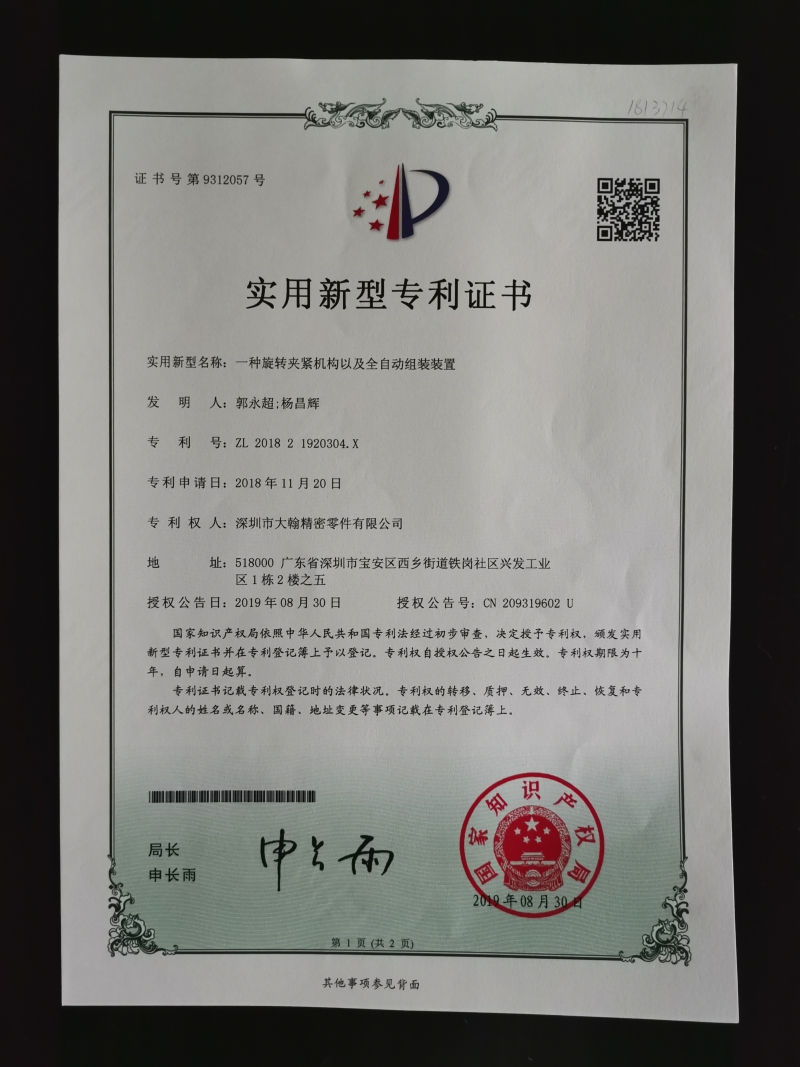 1813714
证书号第9312057号
实用新型专利证书
实用新型名称：一种旋转夹紧机构以及全自动组装装置
发明人：郭永超;杨昌辉
专利号：ZL 2018 2 1920304.X
专利申请日：2018年11月20日
专利权人：深圳市大翰精密零件有限公司
地址：518000 广东省深圳市宝安区西乡街道铁岗社区兴发工业
区1栋2楼之五
授权公告日：2019年08月30日 授权公告号：CN 209319602 U
国家知识产权局依照中华人民共和国专利法经过初步审查，决定授予专利权，颁发实用
新型专利证书并在专利登记簿上予以登记。专利权自授权公告之日起生效。专利权期限为十
年，自申请日起算。
专利证书记载专利权登记时的法律状况。专利权的转移、质押、无效、终止、恢复和专
利权人的姓名或名称、国籍、地址变更等事项记载在专利登记簿上。
局长
申长雨
申长雨
国家知识产权局
2019年08月30日
第1页(共2页)
其他事项参见背面